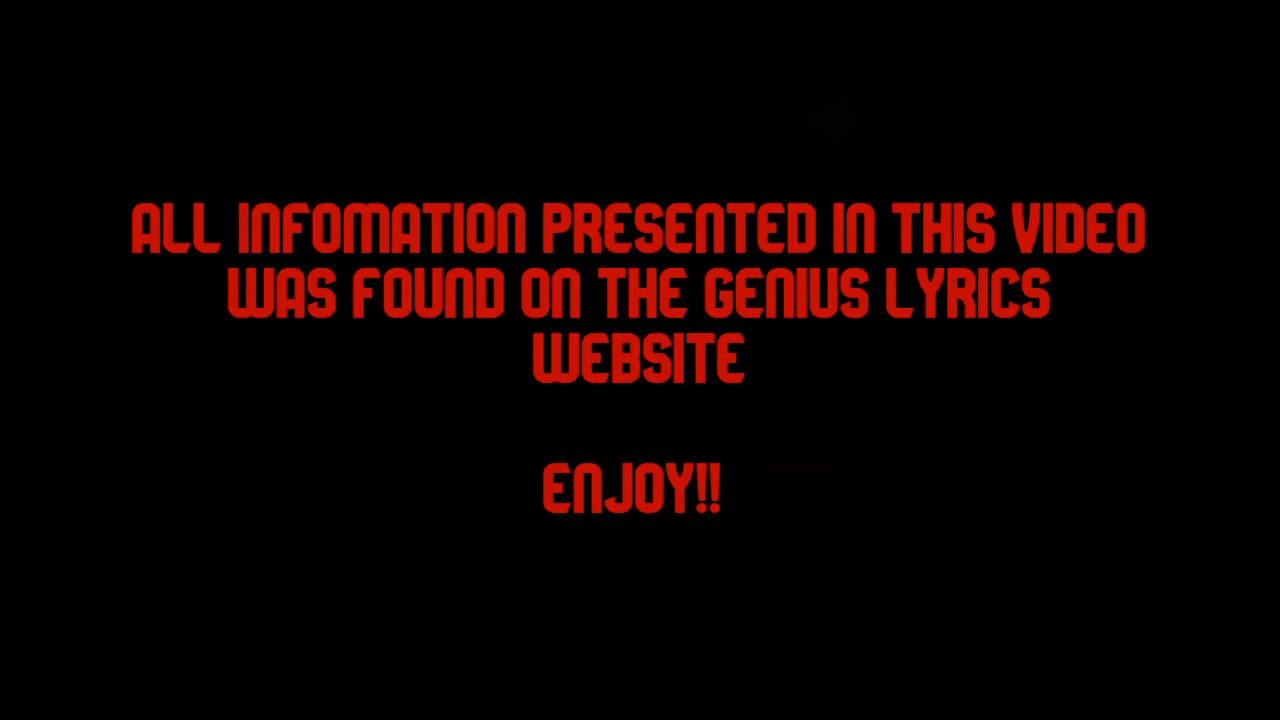 ALL INFOMATION PRESENTED IN THIS VIDEO
WAS FOUND ON THE GENIUS LYRICS
WEBSITE
ENJOY!!